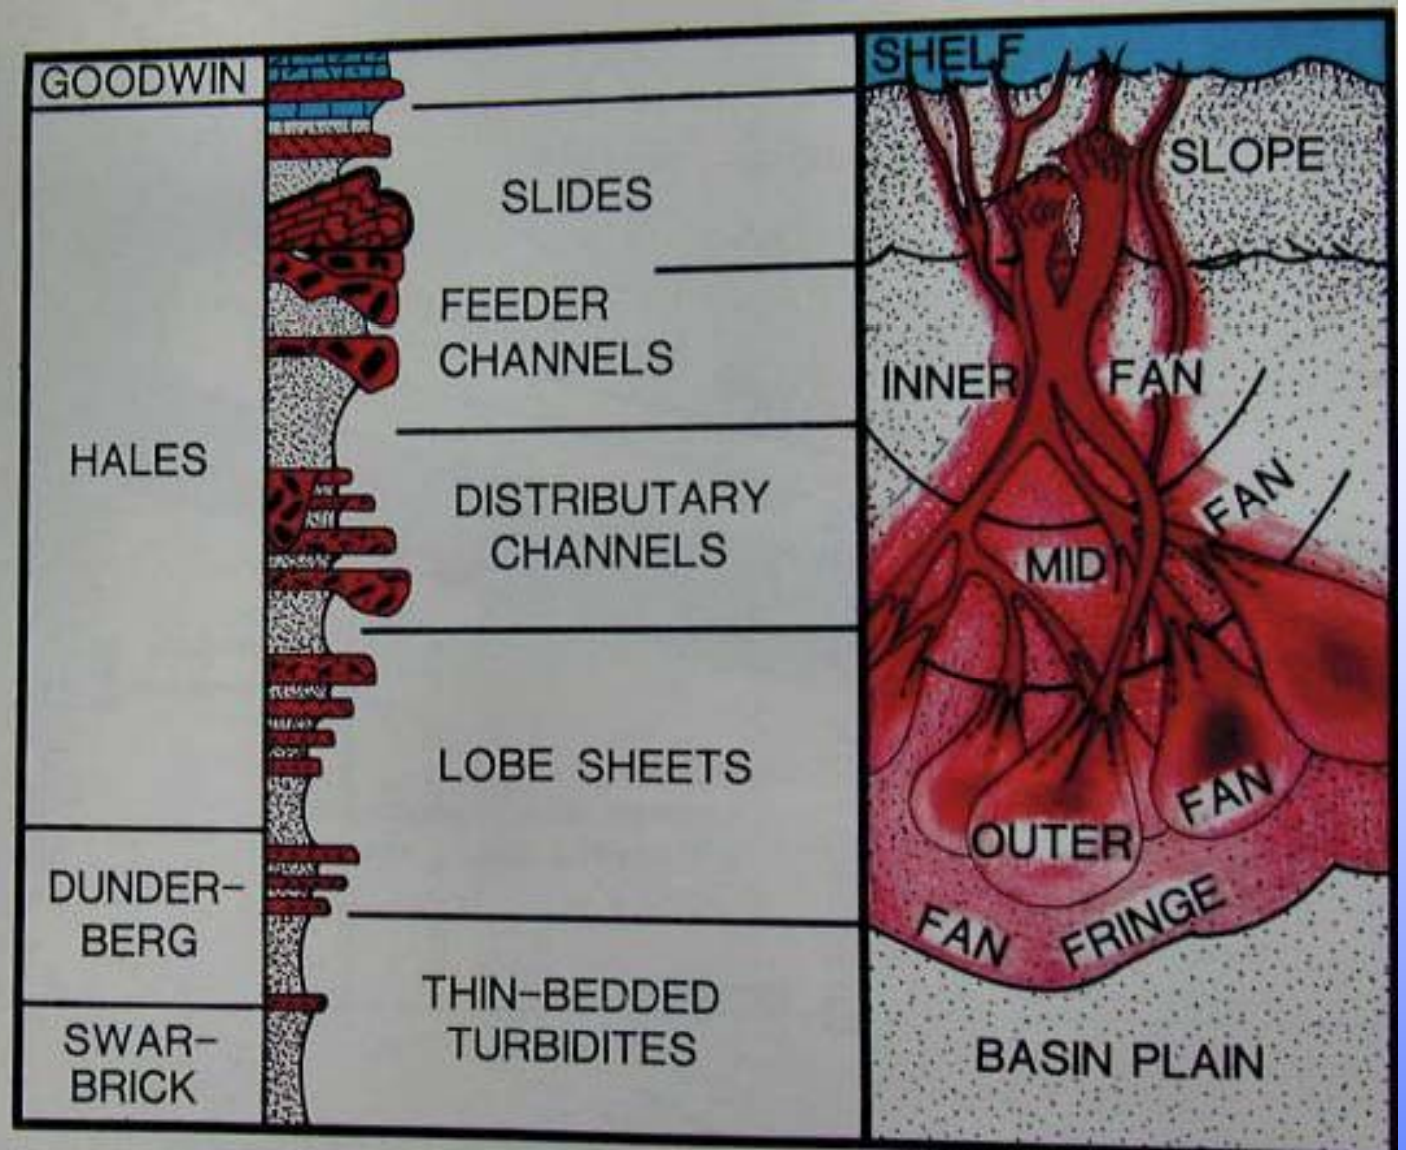 GOODWIN
HALES
DUNDER-
BERG
SWAR-
BRICK
SLIDES
FEEDER
CHANNELS
DISTRIBUTARY
CHANNELS
LOBE SHEETS
THIN-BEDDED
TURBIDITES
SHELF
SLOPE
INNER FAN
MID FAN
OUTER FAN
FAN FRINGE
BASIN PLAIN